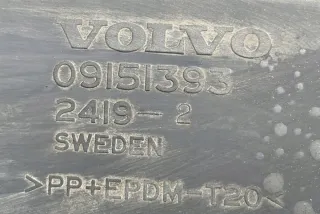 VOLVO
09151393
2419-2
SWEDEN
>PP+EPDM-T20<